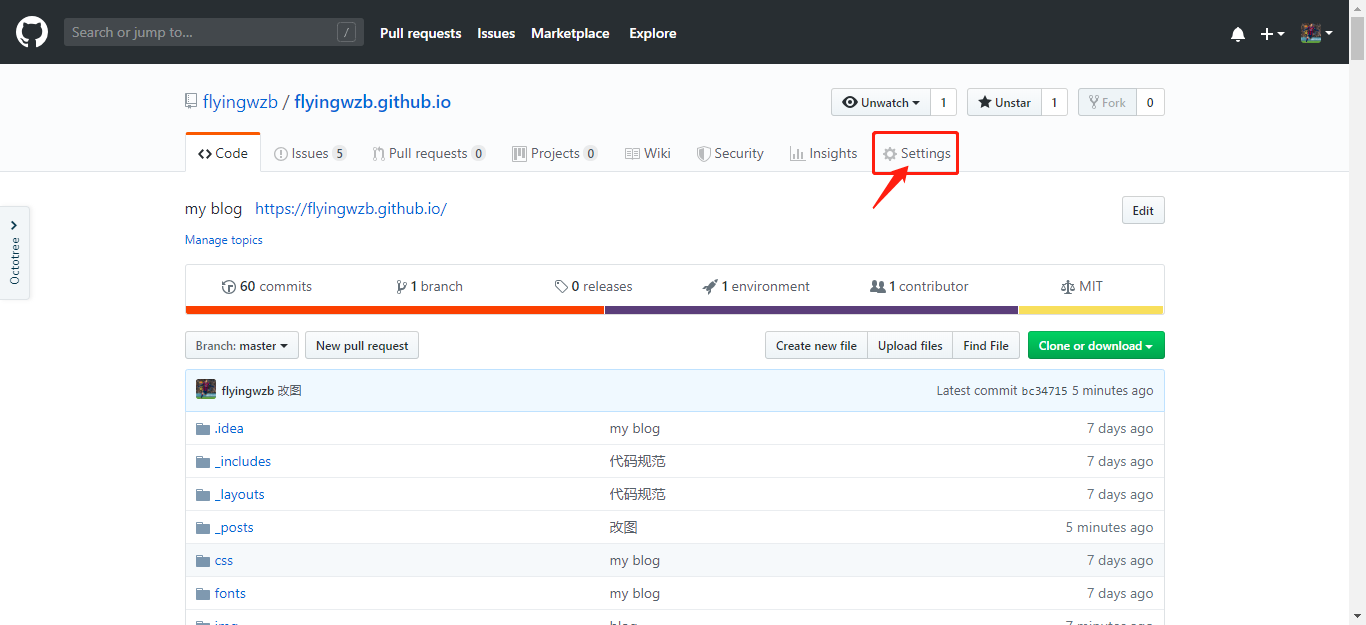 Search or jump to... / Pull requests Issues Marketplace Explore
flyingwzb / flyingwzb.github.io Unwatch 1 Unstar 1 Fork 0
Code Issues 5 Pull requests 0 Projects 0 Wiki Security Insights Settings
my blog https://flyingwzb.github.io/ Edit
Manage topics
Octotree
60 commits 1 branch 0 releases 1 environment 1 contributor MIT
Branch: master New pull request Create new file Upload files Find File Clone or download
flyingwzb 改图 Latest commit bc34715 5 minutes ago
.idea my blog 7 days ago
_includes 代码规范 7 days ago
_layouts 代码规范 7 days ago
_posts 改图 5 minutes ago
css my blog 7 days ago
fonts my blog 7 days ago
img blog 7 minutes ago